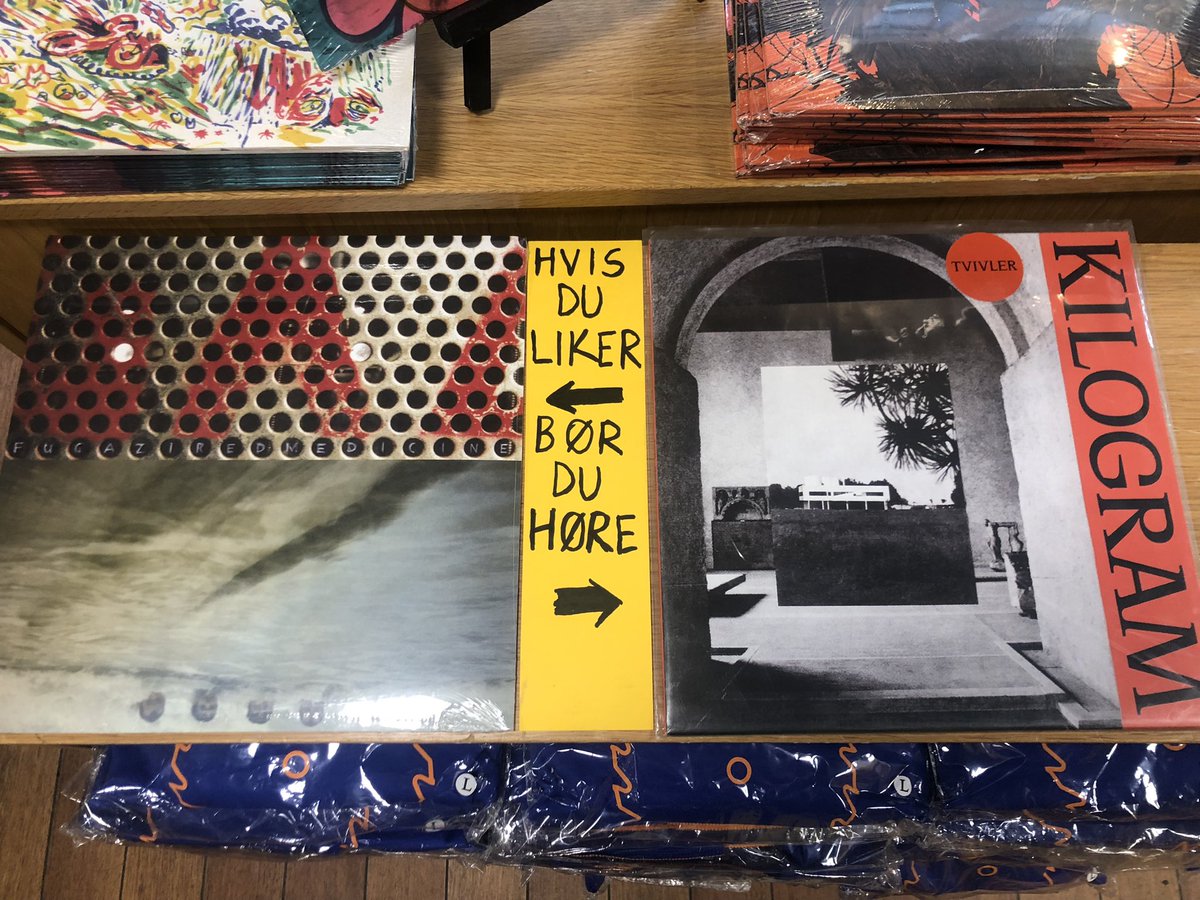 FUGAZIREDMEDICINE
HVIS
DU
LIKER
BØR
DU
HØRE
TVIVLER
KILOGRAM
L
L